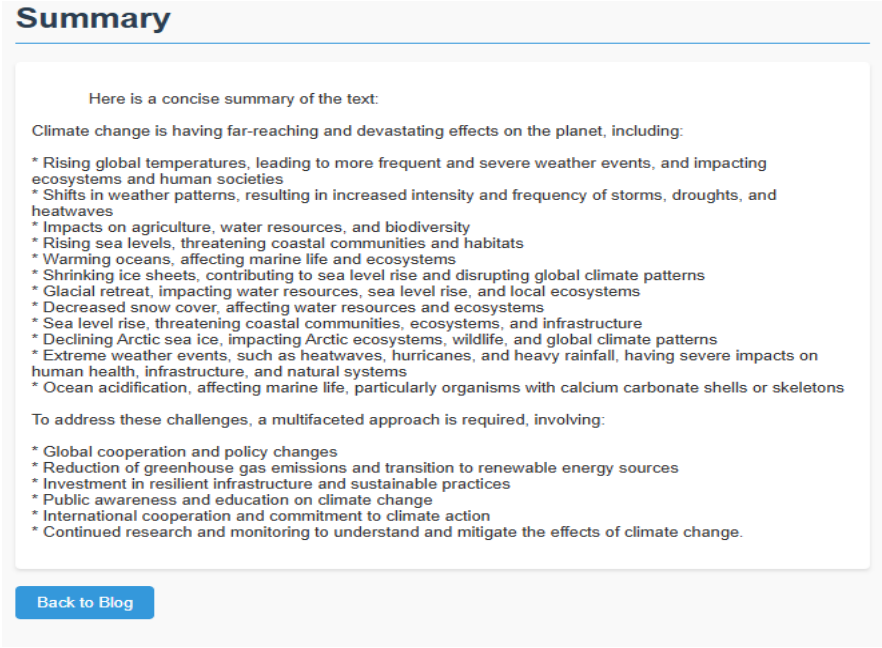 Summary
Here is a concise summary of the text:
Climate change is having far-reaching and devastating effects on the planet, including:
* Rising global temperatures, leading to more frequent and severe weather events, and impacting
ecosystems and human societies
* Shifts in weather patterns, resulting in increased intensity and frequency of storms, droughts, and
heatwaves
* Impacts on agriculture, water resources, and biodiversity
* Rising sea levels, threatening coastal communities and habitats
* Warming oceans, affecting marine life and ecosystems
* Shrinking ice sheets, contributing to sea level rise and disrupting global climate patterns
* Glacial retreat, impacting water resources, sea level rise, and local ecosystems
* Decreased snow cover, affecting water resources and ecosystems
* Sea level rise, threatening coastal communities, ecosystems, and infrastructure
* Declining Arctic sea ice, impacting Arctic ecosystems, wildlife, and global climate patterns
* Extreme weather events, such as heatwaves, hurricanes, and heavy rainfall, having severe impacts on
human health, infrastructure, and natural systems
* Ocean acidification, affecting marine life, particularly organisms with calcium carbonate shells or skeletons
To address these challenges, a multifaceted approach is required, involving:
* Global cooperation and policy changes
* Reduction of greenhouse gas emissions and transition to renewable energy sources
* Investment in resilient infrastructure and sustainable practices
* Public awareness and education on climate change
* International cooperation and commitment to climate action
* Continued research and monitoring to understand and mitigate the effects of climate change.
Back to Blog